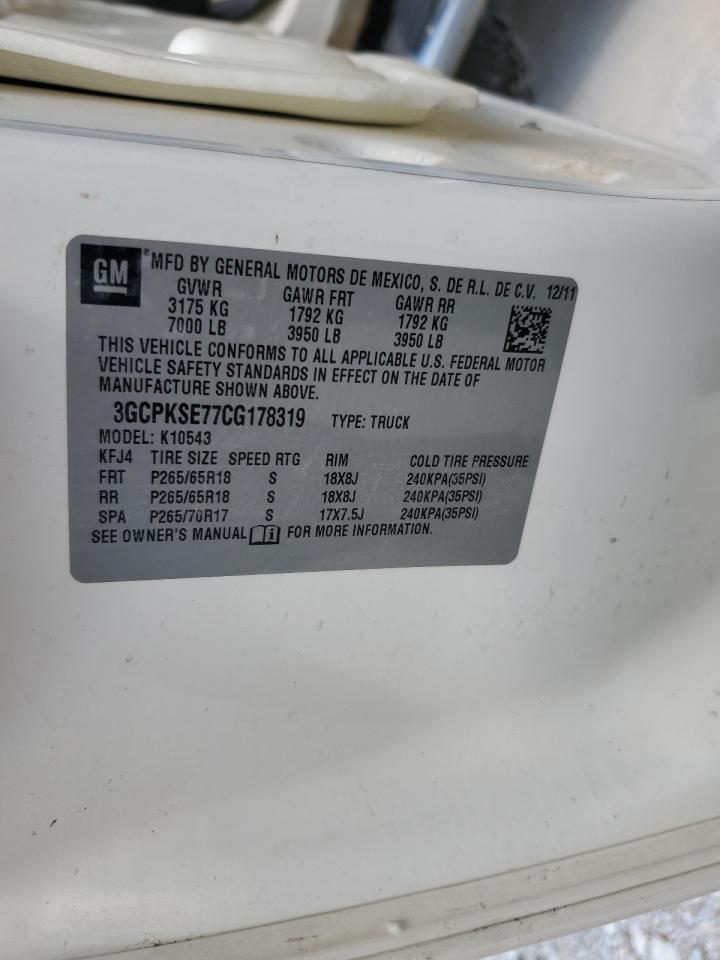 GM
*MFD BY GENERAL MOTORS DE MEXICO, S. DE R.L. DE C.V. 12/11
GVWR GAWR FRT GAWR RR
3175 KG 1792 KG 1792 KG
7000 LB 3950 LB 3950 LB
THIS VEHICLE CONFORMS TO ALL APPLICABLE U.S. FEDERAL MOTOR
VEHICLE SAFETY STANDARDS IN EFFECT ON THE DATE OF
MANUFACTURE SHOWN ABOVE.
3GCPKSE77CG178319 TYPE: TRUCK
MODEL: K10543
KFJ4 TIRE SIZE SPEED RTG RIM COLD TIRE PRESSURE
FRT P265/65R18 S 18X8J 240KPA(35PSI)
RR P265/65R18 S 18X8J 240KPA(35PSI)
SPA P265/70R17 S 17X7.5J 240KPA(35PSI)
SEE OWNER'S MANUAL i FOR MORE INFORMATION.